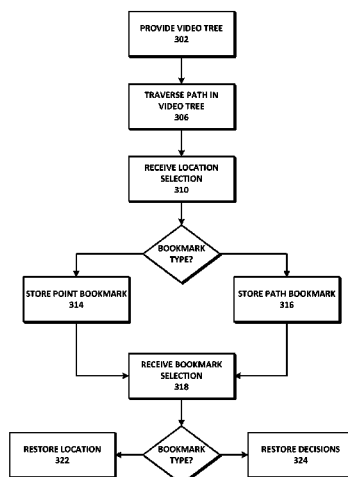 PROVIDE VIDEO TREE
302
TRAVERSE PATH IN
VIDEO TREE
306
RECEIVE LOCATION
SELECTION
310
BOOKMARK
TYPE?
STORE POINT BOOKMARK
314
STORE PATH BOOKMARK
316
RECEIVE BOOKMARK
SELECTION
318
RESTORE LOCATION
322
BOOKMARK
TYPE?
RESTORE DECISIONS
324